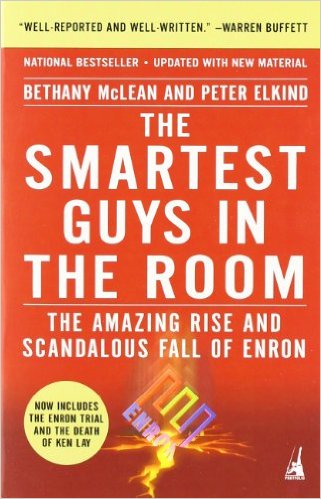 "WELL-REPORTED AND WELL-WRITTEN." –WARREN BUFFETT
NATIONAL BESTSELLER • UPDATED WITH NEW MATERIAL
BETHANY McLEAN AND PETER ELKIND
THE
SMARTEST
GUYS IN
THE ROOM
THE AMAZING RISE AND
SCANDALOUS FALL OF ENRON
NOW INCLUDES
THE ENRON TRIAL
AND THE DEATH
OF KEN LAY
ENRON
PORTFOLIO